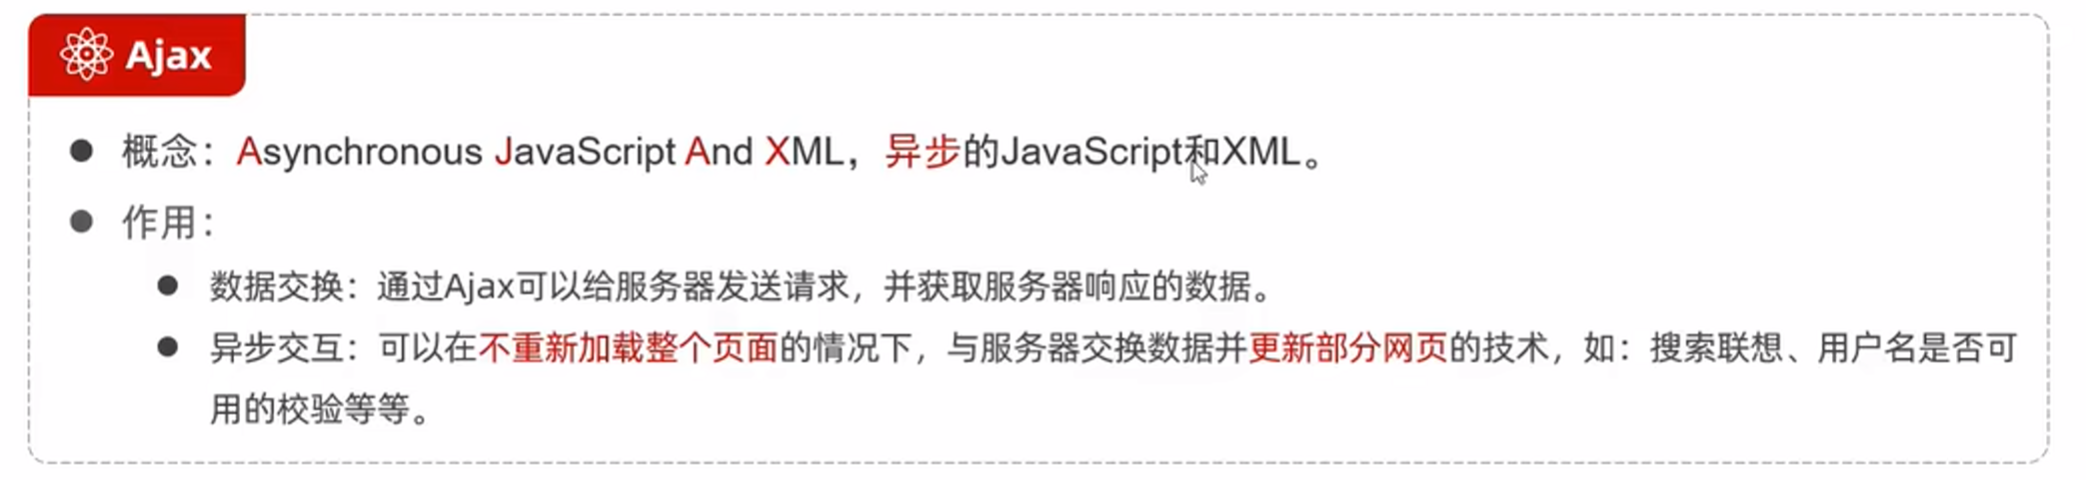 Ajax
概念：Asynchronous JavaScript And XML，异步的JavaScript和XML。
作用：
数据交换：通过Ajax可以给服务器发送请求，并获取服务器响应的数据。
异步交互：可以在不重新加载整个页面的情况下，与服务器交换数据并更新部分网页的技术，如：搜索联想、用户名是否可
用的校验等等。